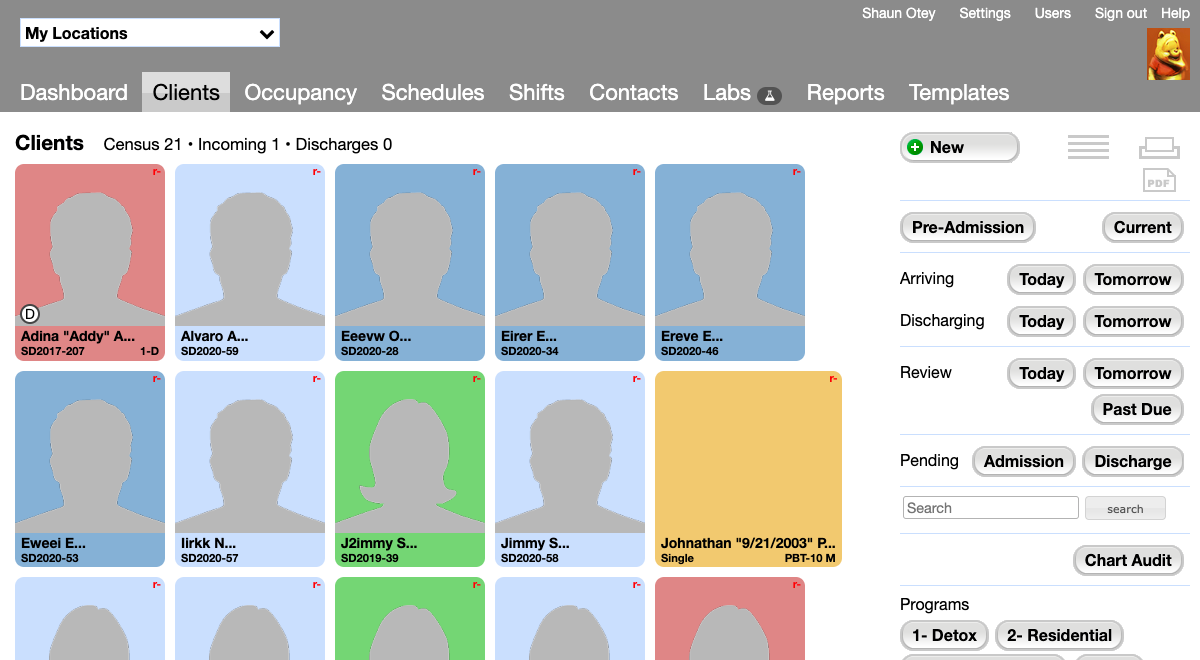 Shaun Otey Settings Users Sign out Help
My Locations
Dashboard Clients Occupancy Schedules Shifts Contacts Labs Reports Templates
Clients Census 21 • Incoming 1 • Discharges 0
New
PDF
r- r- r- r- r-
D
Adina "Addy" A... Alvaro A... Eeevw O... Eirer E... Ereve E...
SD2017-207 1-D SD2020-59 SD2020-28 SD2020-34 SD2020-46
Pre-Admission Current
Arriving Today Tomorrow
Discharging Today Tomorrow
Review Today Tomorrow
Past Due
r- r- r- r- r-
Eweei E... Iirkk N... J2immy S... Jimmy S... Johnathan "9/21/2003" P...
SD2020-53 SD2020-57 SD2019-39 SD2020-58 Single PBT-10 M
Pending Admission Discharge
Search search
Chart Audit
r- r- r- r- r-
Programs
1- Detox 2- Residential